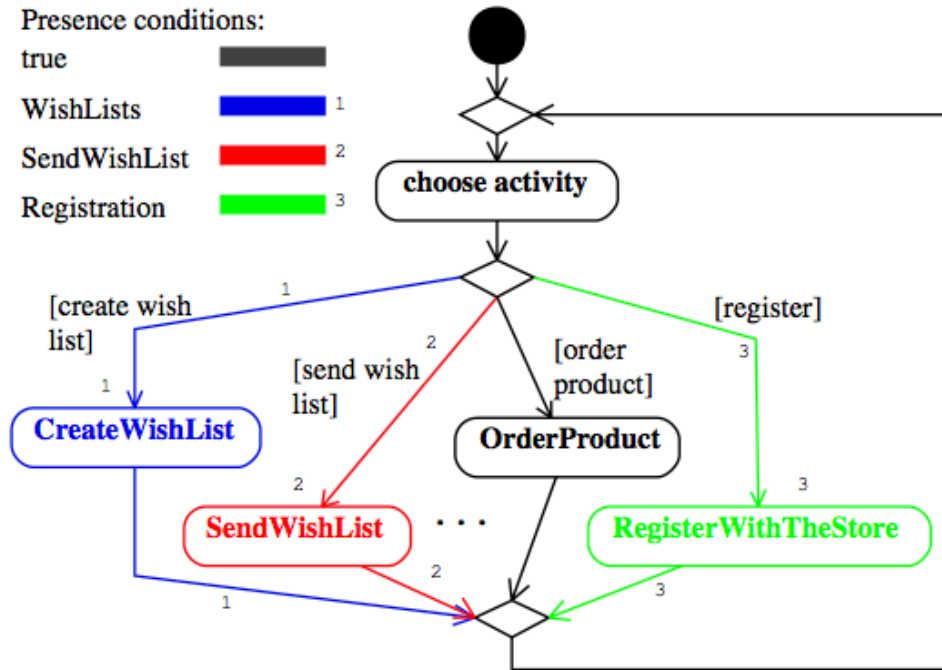 Presence conditions:
true
WishLists 1
SendWishList 2
Registration 3
choose activity
1
[create wish
list]
2
[send wish
list]
[order
product]
[register]
3
1
CreateWishList
OrderProduct
2
SendWishList
. . .
3
RegisterWithTheStore
1
2
3